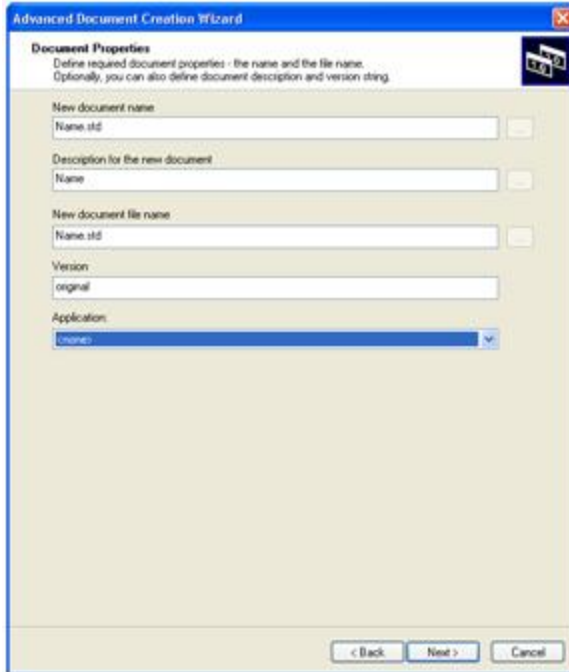 Advanced Document Creation Wizard
Document Properties
Define required document properties - the name and the file name.
Optionally, you can also define document description and version string.
New document name
Name.std
...
Description for the new document
Name
...
New document file name
Name.std
...
Version
original
Application:
<none>
< Back
Next >
Cancel